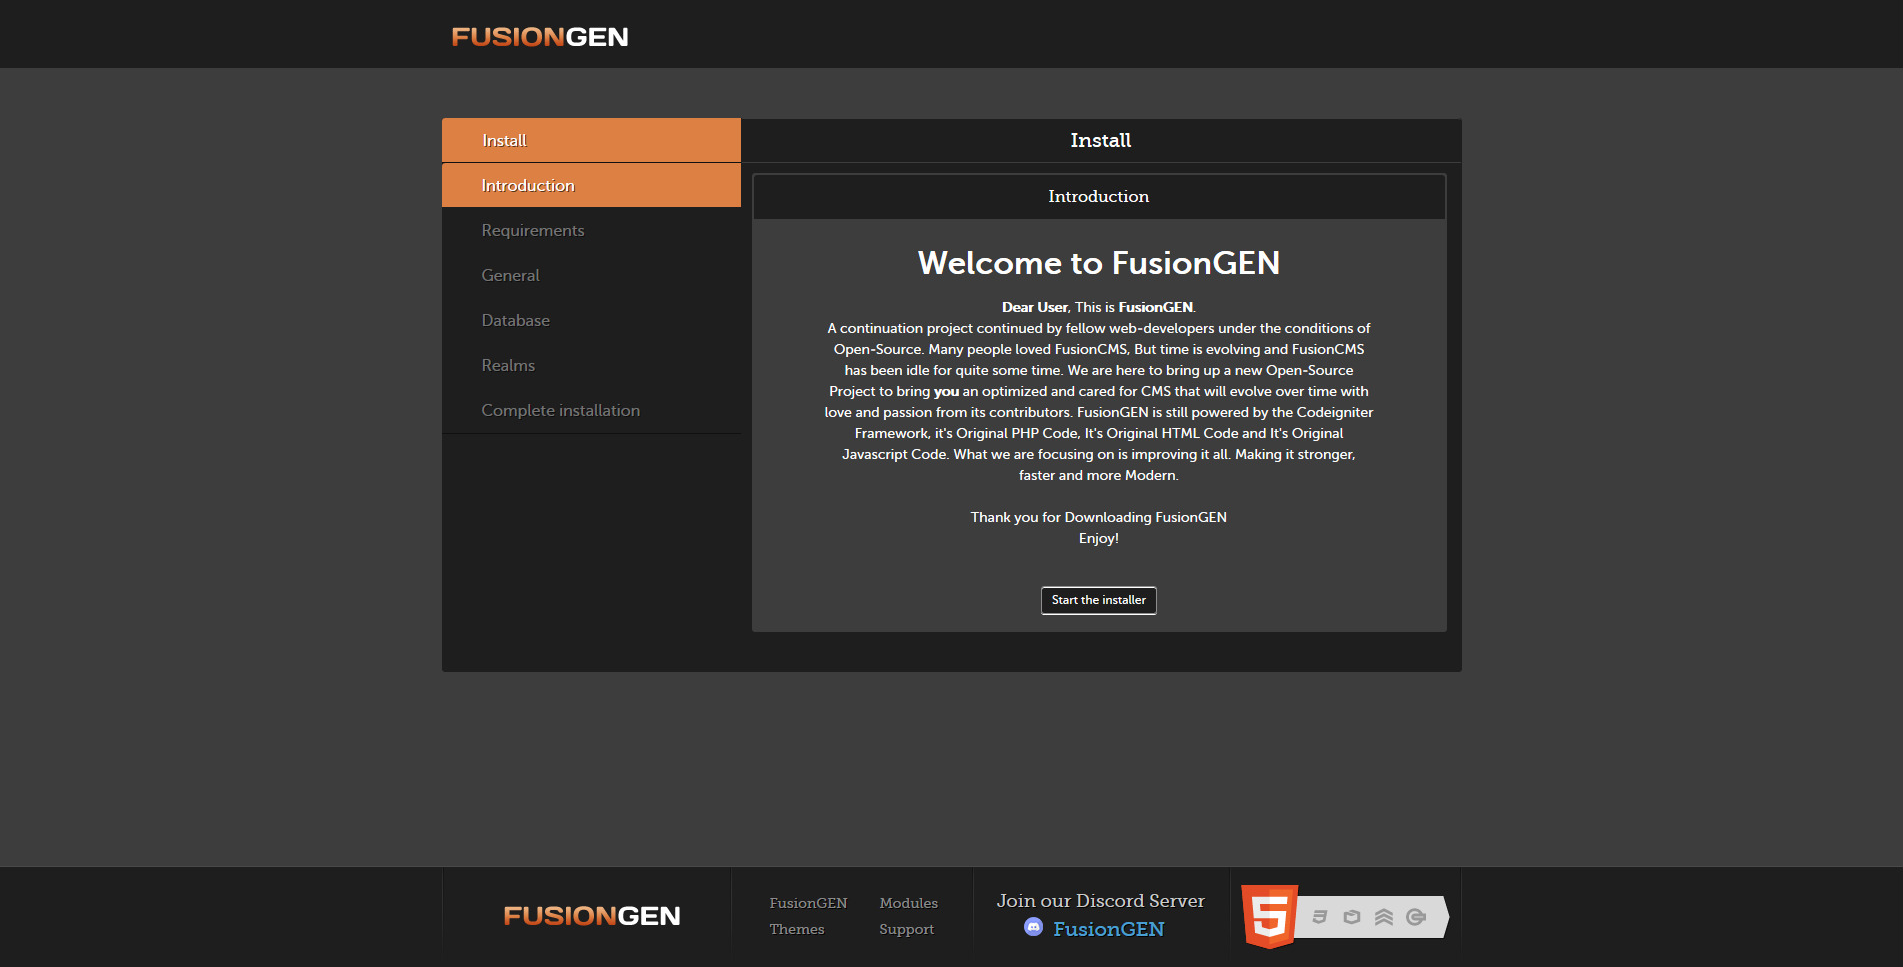 FUSIONGEN
Install
Introduction
Requirements
General
Database
Realms
Complete installation
Install
Introduction
Welcome to FusionGEN
Dear User, This is FusionGEN.
A continuation project continued by fellow web-developers under the conditions of
Open-Source. Many people loved FusionCMS, But time is evolving and FusionCMS
has been idle for quite some time. We are here to bring up a new Open-Source
Project to bring you an optimized and cared for CMS that will evolve over time with
love and passion from its contributors. FusionGEN is still powered by the Codeigniter
Framework, it's Original PHP Code, It's Original HTML Code and It's Original
Javascript Code. What we are focusing on is improving it all. Making it stronger,
faster and more Modern.
Thank you for Downloading FusionGEN
Enjoy!
Start the installer
FUSIONGEN
FusionGEN
Themes
Modules
Support
Join our Discord Server
FusionGEN